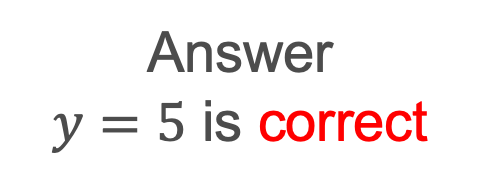 Answer
y = 5 is correct